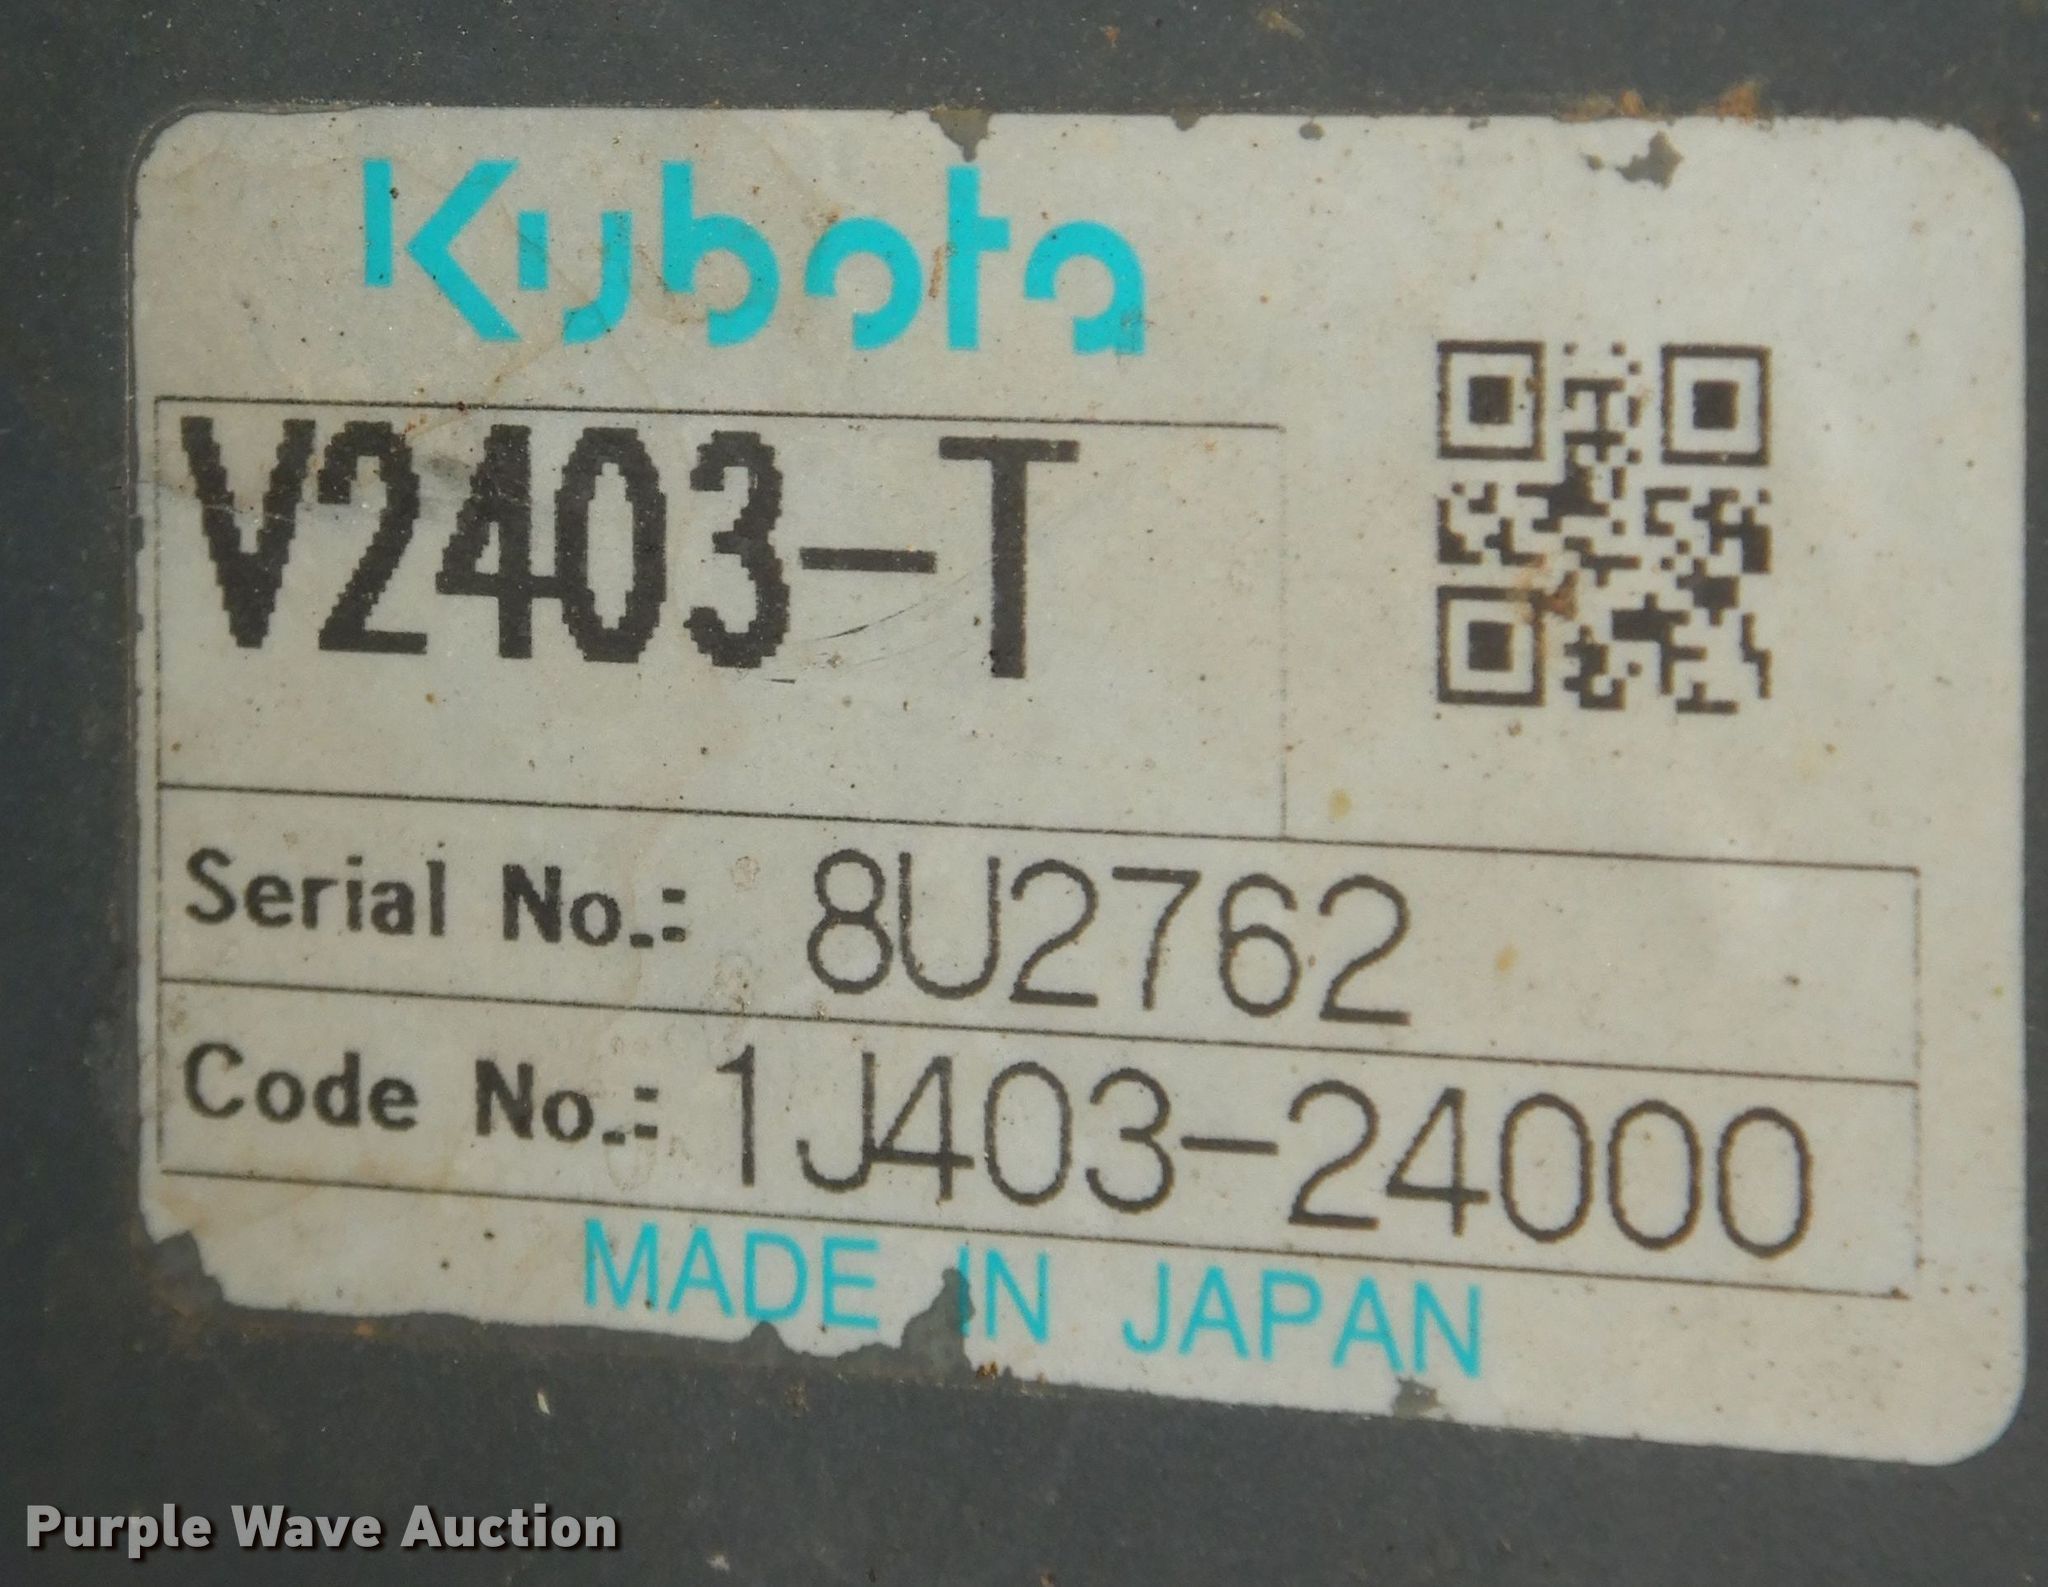 Kubota
V2403-T
Serial No.: 8U2762
Code No.: 1J403-24000
MADE IN JAPAN
Purple Wave Auction